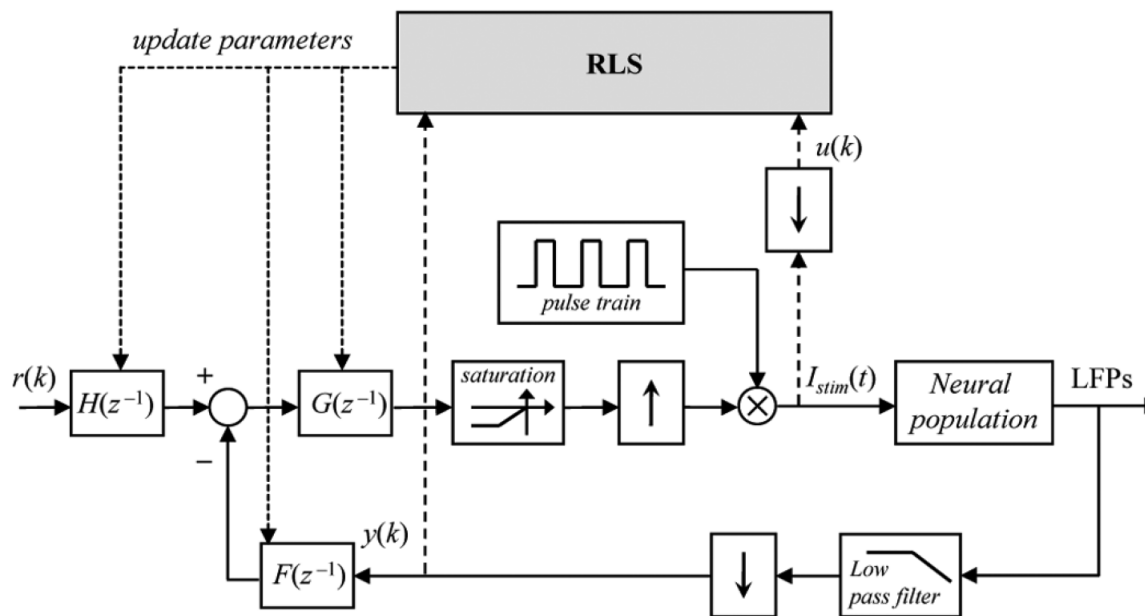 update parameters
RLS
u(k)
pulse train
r(k)
H(z⁻¹)
+
−
G(z⁻¹)
saturation
I_stim(t)
Neural
population
LFPs
y(k)
F(z⁻¹)
Low
pass filter